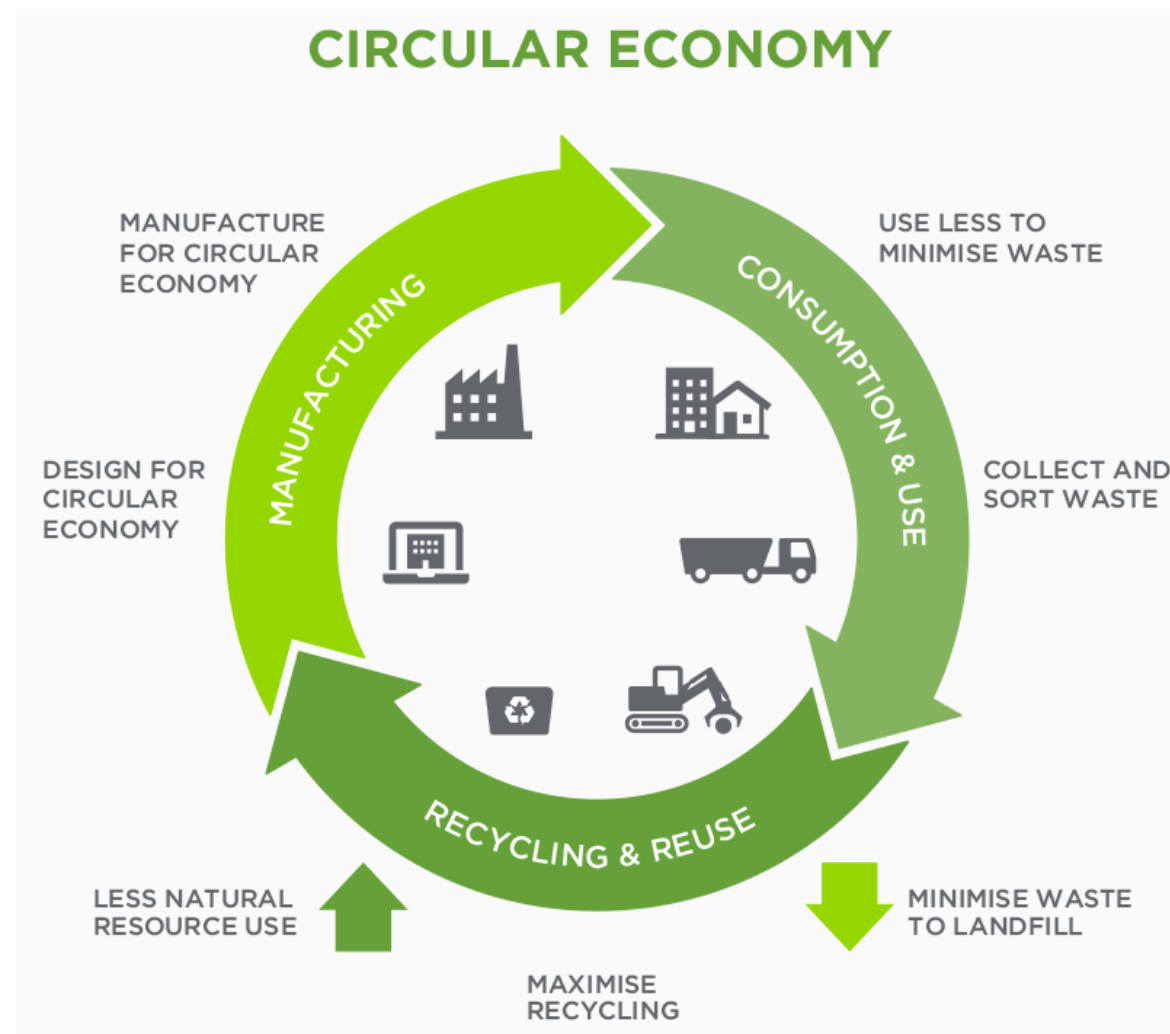 CIRCULAR ECONOMY
MANUFACTURE
FOR CIRCULAR
ECONOMY
USE LESS TO
MINIMISE WASTE
MANUFACTURING
CONSUMPTION & USE
DESIGN FOR
CIRCULAR
ECONOMY
COLLECT AND
SORT WASTE
RECYCLING & REUSE
LESS NATURAL
RESOURCE USE
MINIMISE WASTE
TO LANDFILL
MAXIMISE
RECYCLING